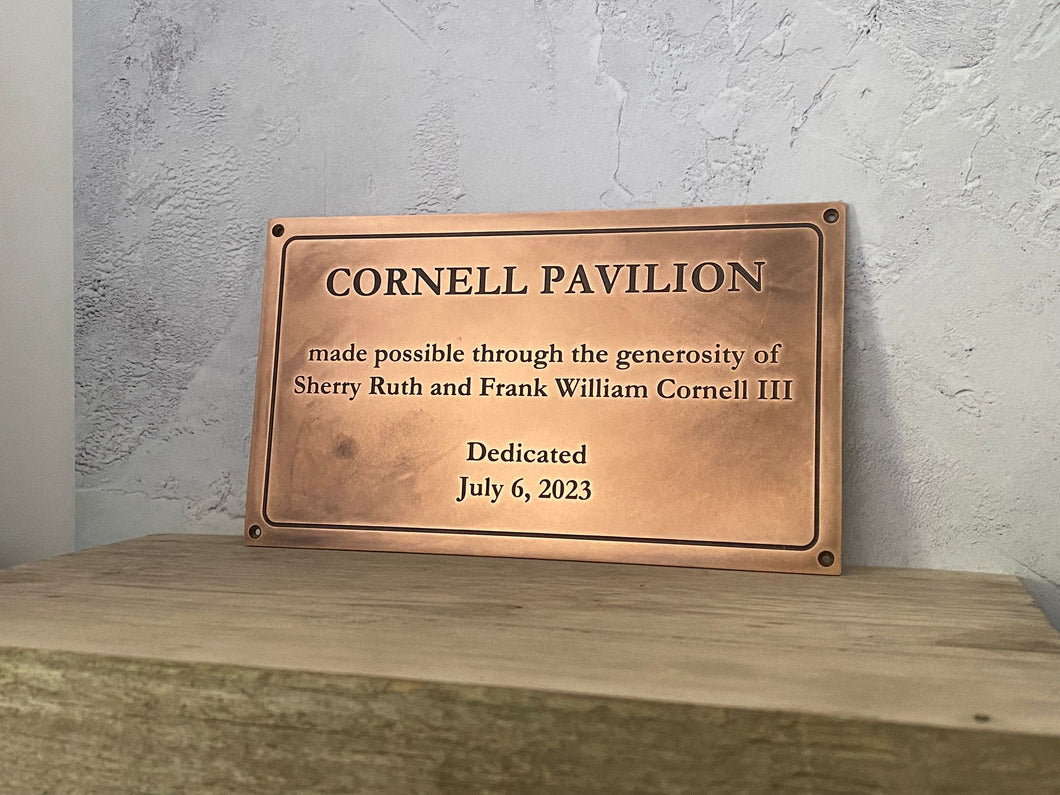 CORNELL PAVILION
made possible through the generosity of
Sherry Ruth and Frank William Cornell III
Dedicated
July 6, 2023